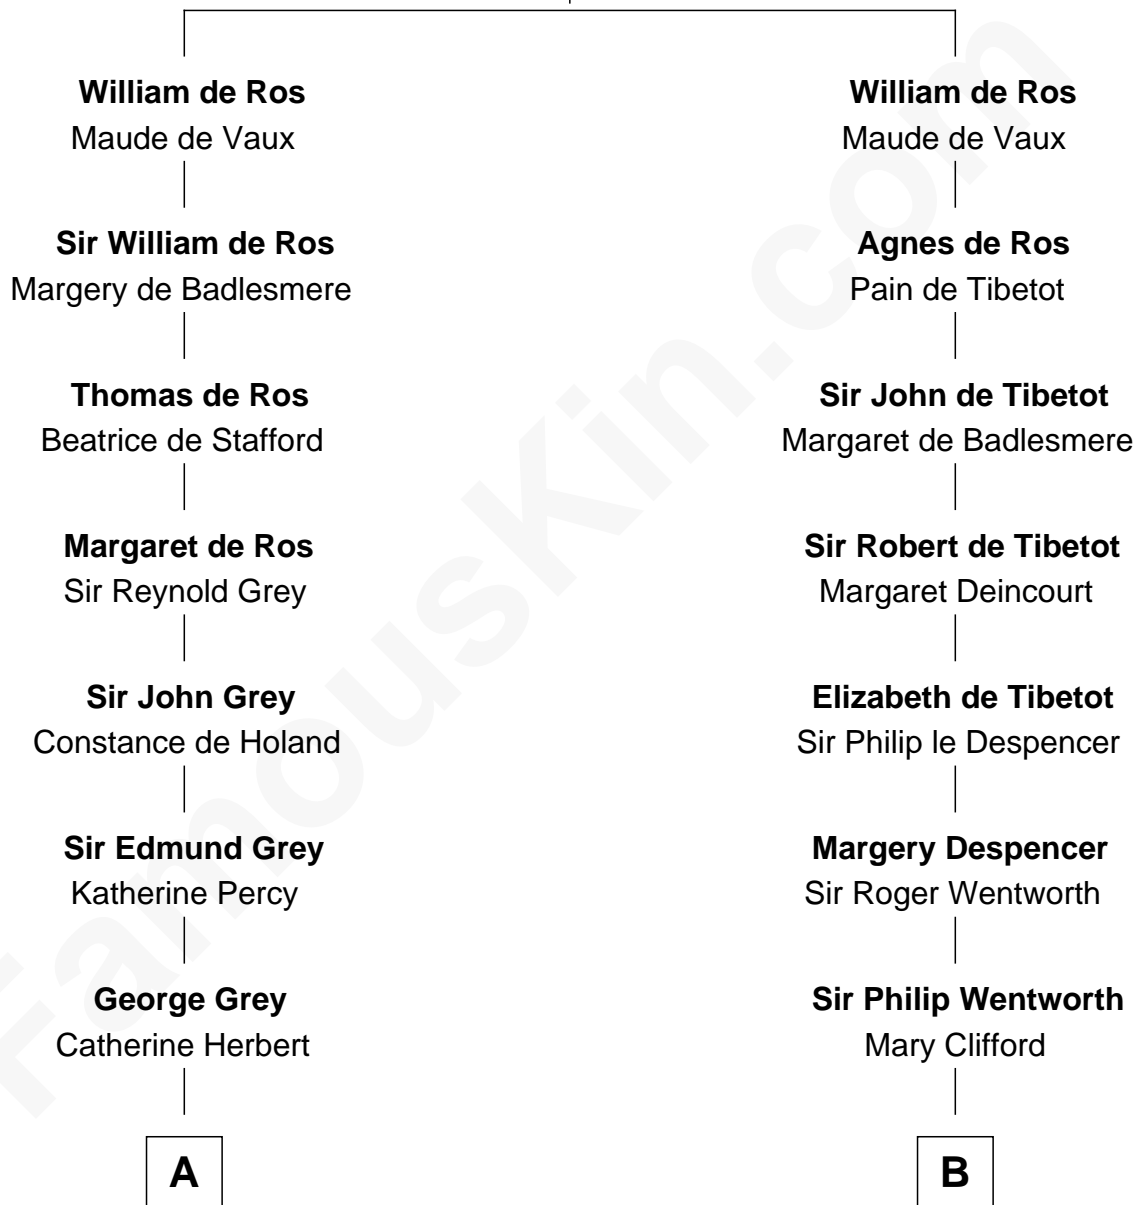 William de Ros
Maude de Vaux
Sir William de Ros
Margery de Badlesmere
Thomas de Ros
Beatrice de Stafford
Margaret de Ros
Sir Reynold Grey
Sir John Grey
Constance de Holand
Sir Edmund Grey
Katherine Percy
George Grey
Catherine Herbert
A
William de Ros
Maude de Vaux
Agnes de Ros
Pain de Tibetot
Sir John de Tibetot
Margaret de Badlesmere
Sir Robert de Tibetot
Margaret Deincourt
Elizabeth de Tibetot
Sir Philip le Despencer
Margery Despencer
Sir Roger Wentworth
Sir Philip Wentworth
Mary Clifford
B
FamousKin.com